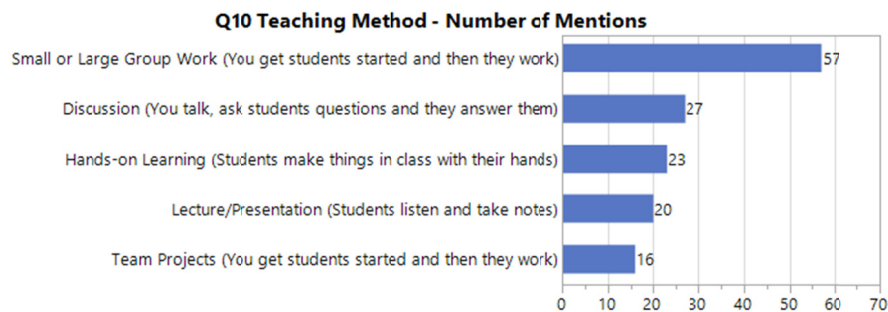 Q10 Teaching Method - Number of Mentions
Small or Large Group Work (You get students started and then they work)
57
Discussion (You talk, ask students questions and they answer them)
27
Hands-on Learning (Students make things in class with their hands)
23
Lecture/Presentation (Students listen and take notes)
20
Team Projects (You get students started and then they work)
16
0 10 20 30 40 50 60 70